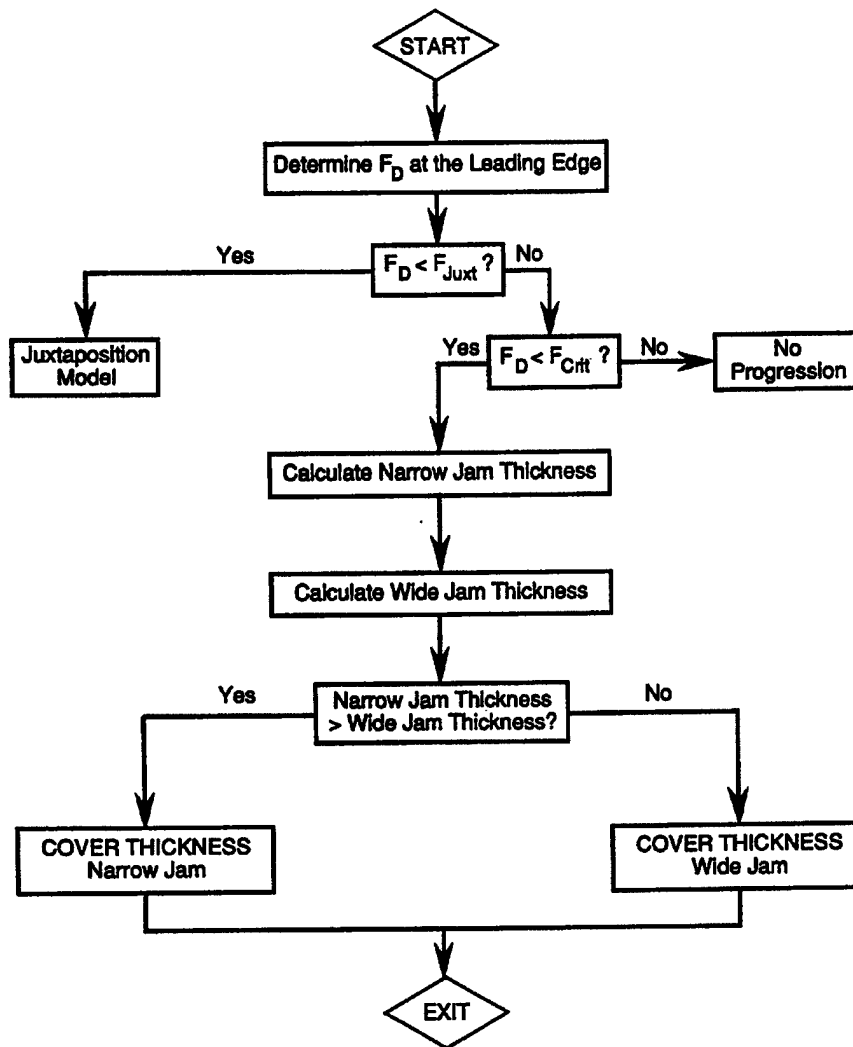 START
Determine F_D at the Leading Edge
Yes
F_D < F_Juxt ?
No
Juxtaposition
Model
Yes
F_D < F_Crit ?
No
No
Progression
Calculate Narrow Jam Thickness
Calculate Wide Jam Thickness
Yes
Narrow Jam Thickness
> Wide Jam Thickness?
No
COVER THICKNESS
Narrow Jam
COVER THICKNESS
Wide Jam
EXIT